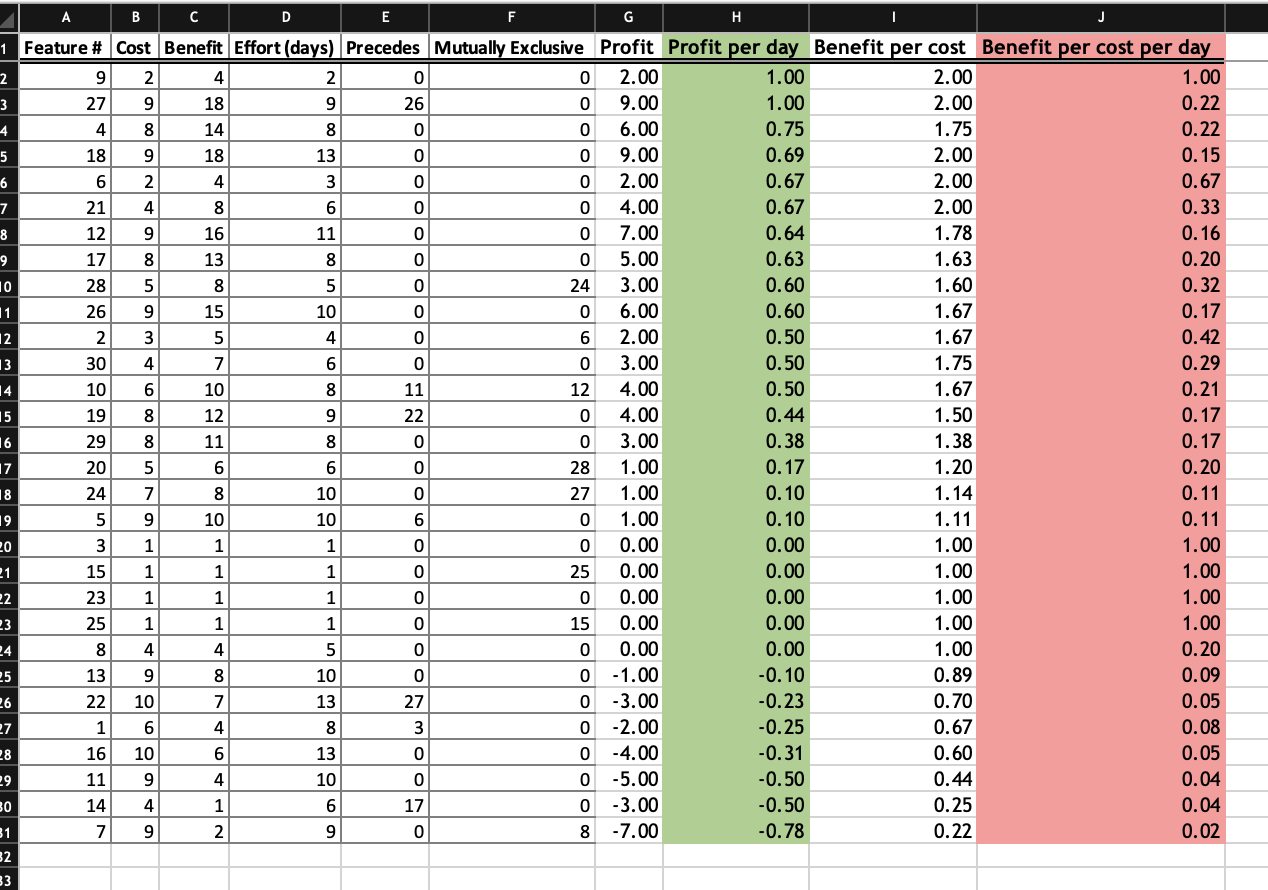 A B C D E F G H I J
1 Feature # Cost Benefit Effort (days) Precedes Mutually Exclusive Profit Profit per day Benefit per cost Benefit per cost per day
2 9 2 4 2 0 0 2.00 1.00 2.00 1.00
3 27 9 18 9 26 0 9.00 1.00 2.00 0.22
4 4 8 14 8 0 0 6.00 0.75 1.75 0.22
5 18 9 18 13 0 0 9.00 0.69 2.00 0.15
6 6 2 4 3 0 0 2.00 0.67 2.00 0.67
7 21 4 8 6 0 0 4.00 0.67 2.00 0.33
8 12 9 16 11 0 0 7.00 0.64 1.78 0.16
9 17 8 13 8 0 0 5.00 0.63 1.63 0.20
10 28 5 8 5 0 24 3.00 0.60 1.60 0.32
11 26 9 15 10 0 0 6.00 0.60 1.67 0.17
12 2 3 5 4 0 6 2.00 0.50 1.67 0.42
13 30 4 7 6 0 0 3.00 0.50 1.75 0.29
14 10 6 10 8 11 12 4.00 0.50 1.67 0.21
15 19 8 12 9 22 0 4.00 0.44 1.50 0.17
16 29 8 11 8 0 0 3.00 0.38 1.38 0.17
17 20 5 6 6 0 28 1.00 0.17 1.20 0.20
18 24 7 8 10 0 27 1.00 0.10 1.14 0.11
19 5 9 10 10 6 0 1.00 0.10 1.11 0.11
20 3 1 1 1 0 0 0.00 0.00 1.00 1.00
21 15 1 1 1 0 25 0.00 0.00 1.00 1.00
22 23 1 1 1 0 0 0.00 0.00 1.00 1.00
23 25 1 1 1 0 15 0.00 0.00 1.00 1.00
24 8 4 4 5 0 0 0.00 0.00 1.00 0.20
25 13 9 8 10 0 0 -1.00 -0.10 0.89 0.09
26 22 10 7 13 27 0 -3.00 -0.23 0.70 0.05
27 1 6 4 8 3 0 -2.00 -0.25 0.67 0.08
28 16 10 6 13 0 0 -4.00 -0.31 0.60 0.05
29 11 9 4 10 0 0 -5.00 -0.50 0.44 0.04
30 14 4 1 6 17 0 -3.00 -0.50 0.25 0.04
31 7 9 2 9 0 8 -7.00 -0.78 0.22 0.02
32
33